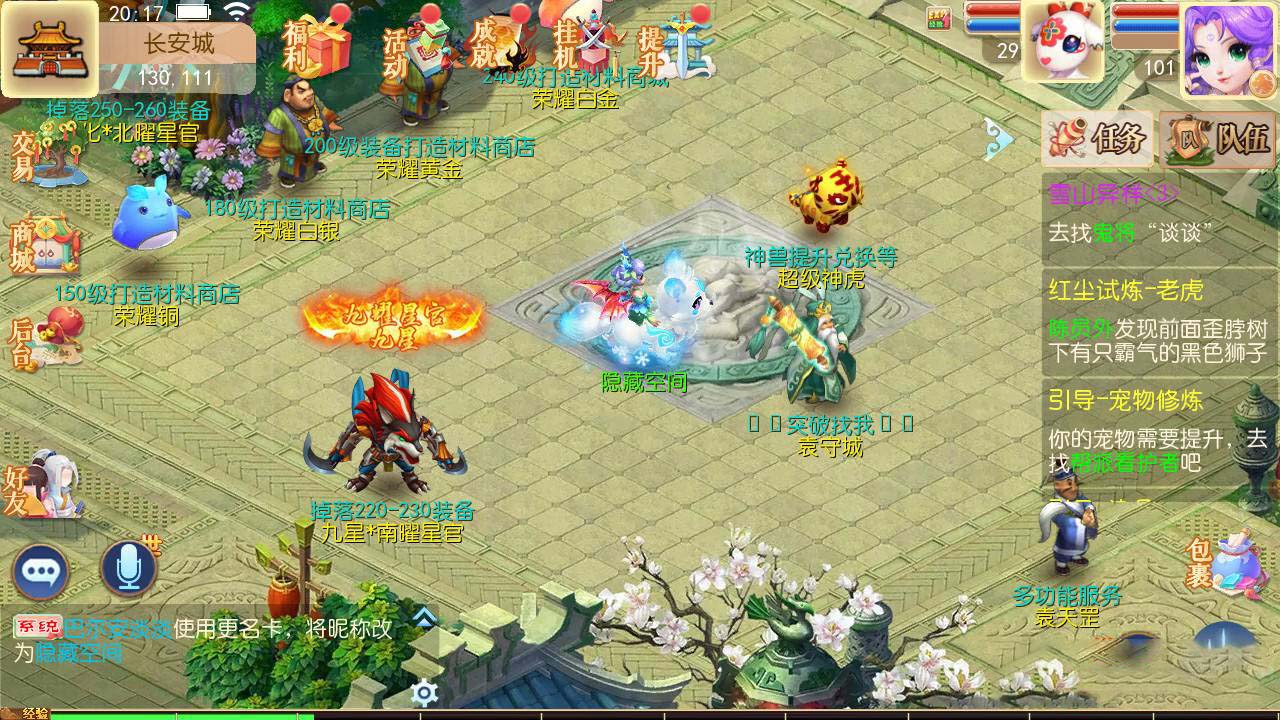 20:17
长安城
130,111
福利
活动
成就
挂机
提升
29
101
240级打造材料商城
荣耀白金
掉落250-260装备
北曜星官
交易
200级装备打造材料商店
荣耀黄金
任务
队伍
180级打造材料商店
荣耀白银
商城
雪山异样<3>
去找鬼将“谈谈”
神兽提升兑换等
超级神虎
150级打造材料商店
荣耀铜
九曜星官
九星
红尘试炼-老虎
陈员外发现前面歪脖树
下有只霸气的黑色狮子
后台
隐藏空间
引导-宠物修炼
你的宠物需要提升，去
找帮派看护者吧
突破找我
袁守城
好友
掉落220-230装备
九星*南曜星官
世
包裹
多功能服务
袁天罡
系统 巴尔安淡淡使用更名卡，将昵称改
为隐藏空间
经验